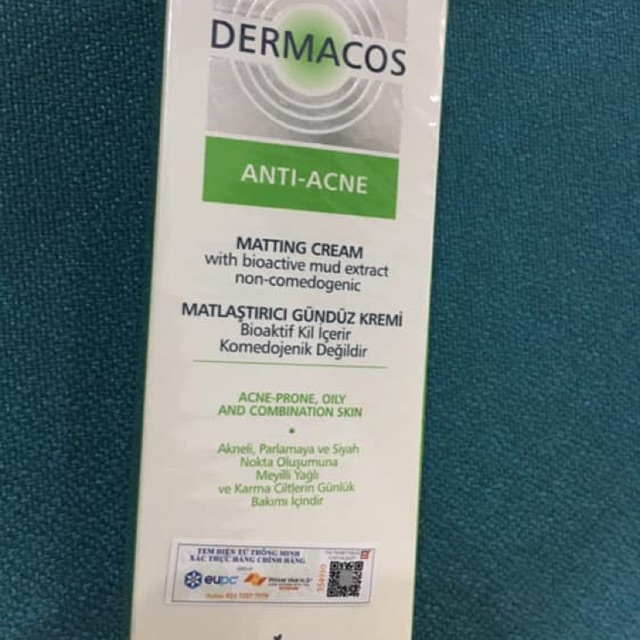 DERMACOS
ANTI-ACNE
MATTING CREAM
with bioactive mud extract
non-comedogenic
MATLAŞTIRICI GÜNDÜZ KREMİ
Bioaktif Kil İçerir
Komedojenik Değildir
ACNE-PRONE, OILY
AND COMBINATION SKIN
•
Akneli, Parlamaya ve Siyah
Nokta Oluşumuna
Meyilli Yağlı
ve Karma Ciltlerin Günlük
Bakımı İçindir
TEM ĐIỆN TỬ THÔNG MINH
XÁC THỰC HÀNG CHÍNH HÃNG
eupc